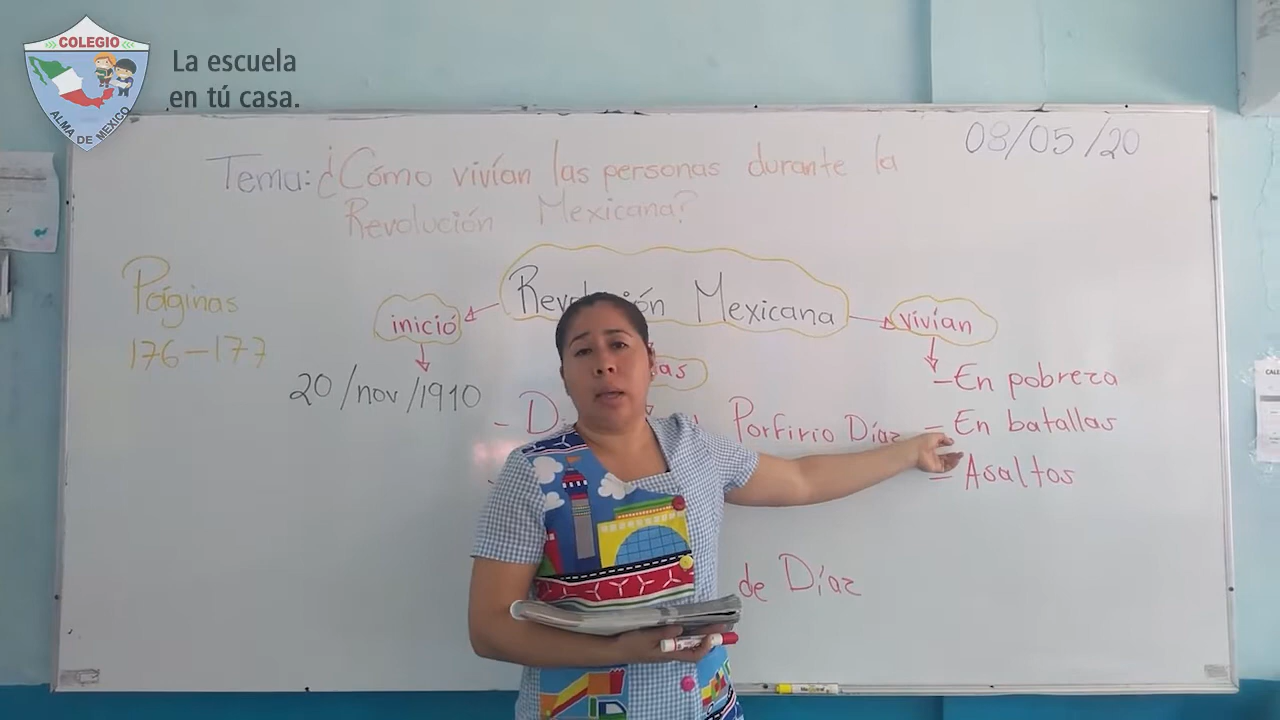 COLEGIO
ALMA DE MEXICO
La escuela
en tú casa.
08/05/20
Tema: ¿Cómo vivían las personas durante la
Revolución Mexicana?
Páginas
176-177
Revolución Mexicana
inició
20/nov/1910
as
Porfirio Díaz
de Díaz
vivían
-En pobreza
-En batallas
- Asaltos